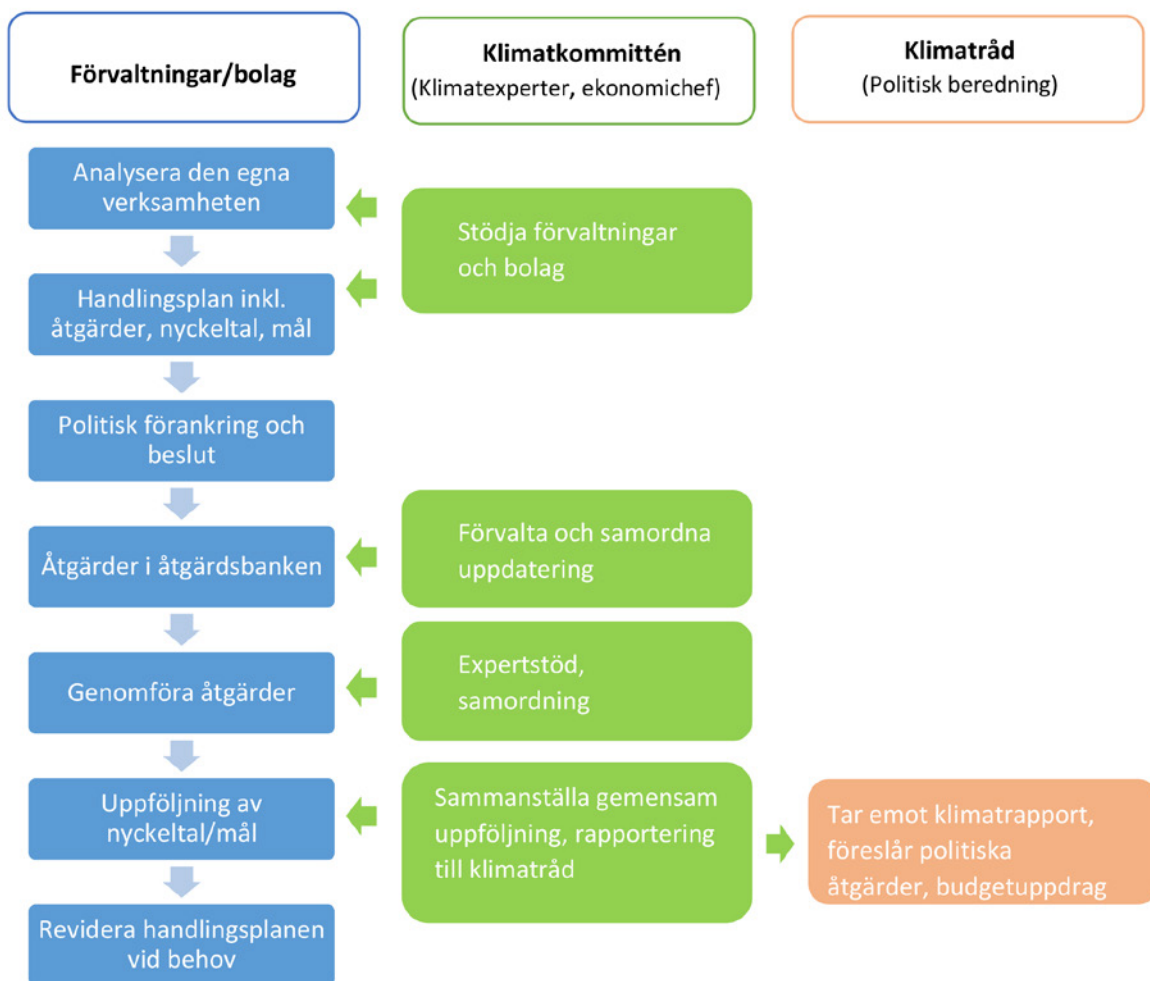 Förvaltningar/bolag
Klimatkommittén
(Klimatexperter, ekonomichef)
Klimatråd
(Politisk beredning)
Analysera den egna
verksamheten
Handlingsplan inkl.
åtgärder, nyckeltal, mål
Politisk förankring och
beslut
Åtgärder i åtgärdsbanken
Genomföra åtgärder
Uppföljning av
nyckeltal/mål
Revidera handlingsplanen
vid behov
Stödja förvaltningar
och bolag
Förvalta och samordna
uppdatering
Expertstöd,
samordning
Sammanställa gemensam
uppföljning, rapportering
till klimatråd
Tar emot klimatrapport,
föreslår politiska
åtgärder, budgetuppdrag